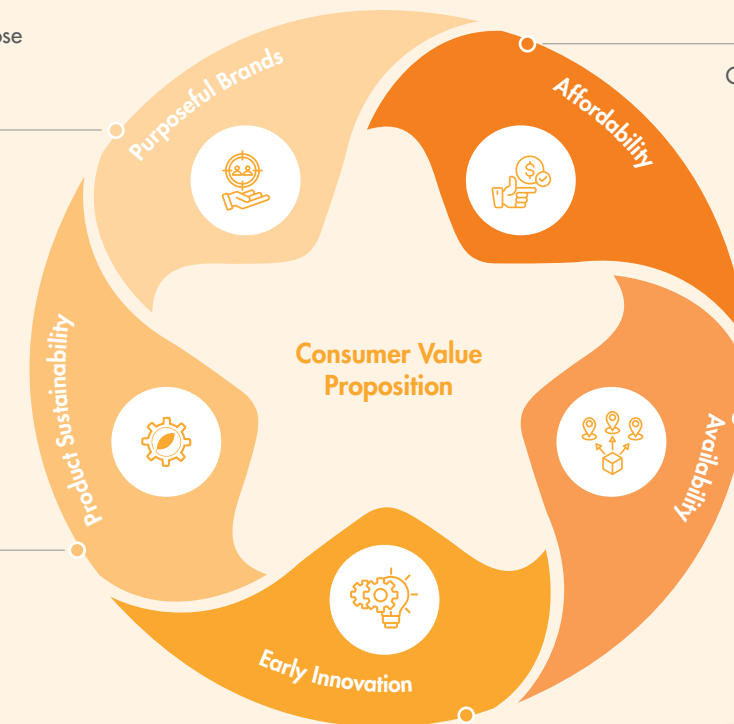 Purposeful Brands
Affordability
Consumer Value
Proposition
Product Sustainability
Availability
Early Innovation